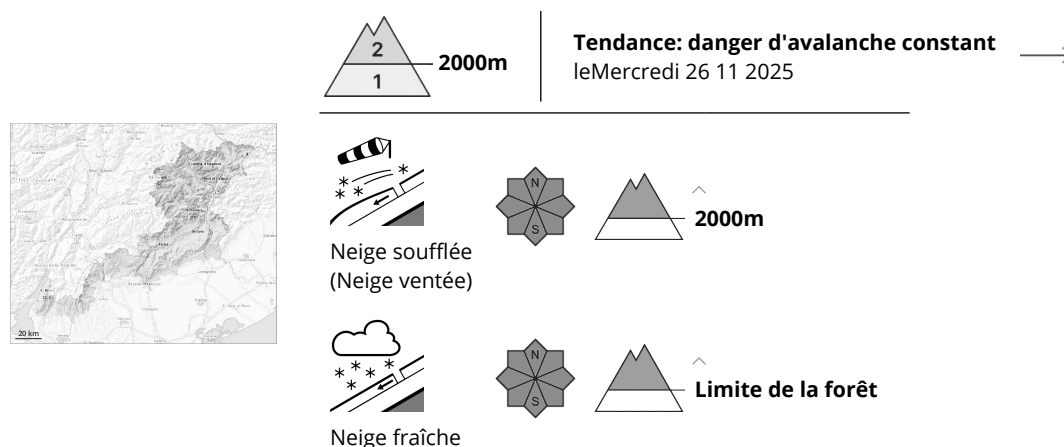 2
1
2000m
Tendance: danger d'avalanche constant
leMercredi 26 11 2025
20 km
N
S
2000m
Neige soufflée
(Neige ventée)
N
S
Limite de la forêt
Neige fraîche